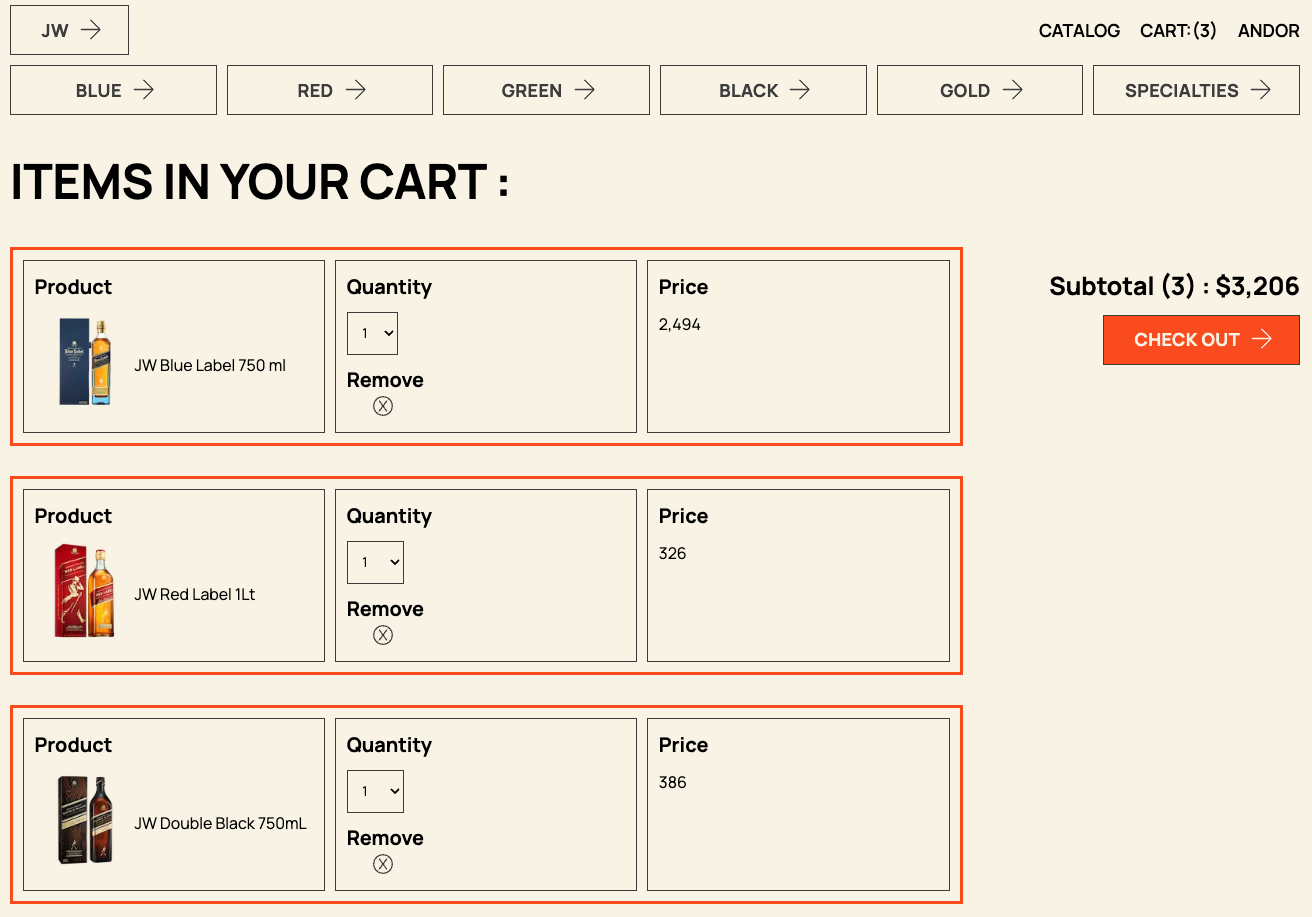 JW
CATALOG CART:(3) ANDOR
BLUE RED GREEN BLACK GOLD SPECIALTIES
ITEMS IN YOUR CART :
Product
JW Blue Label 750 ml
Quantity
1
Remove
X
Price
2,494
Subtotal (3) : $3,206
CHECK OUT
Product
JW Red Label 1Lt
Quantity
1
Remove
X
Price
326
Product
JW Double Black 750mL
Quantity
1
Remove
X
Price
386